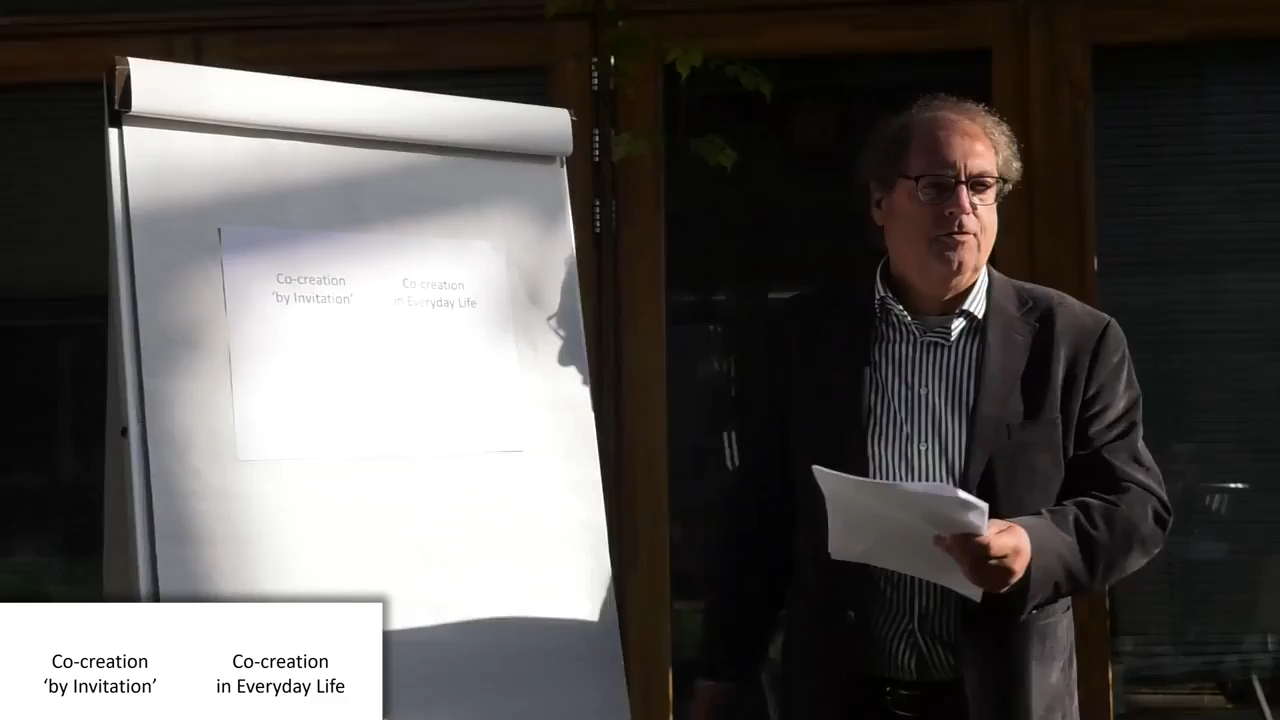 Co-creation
'by Invitation'
Co-creation
in Everyday Life
Co-creation
‘by Invitation’
Co-creation
in Everyday Life